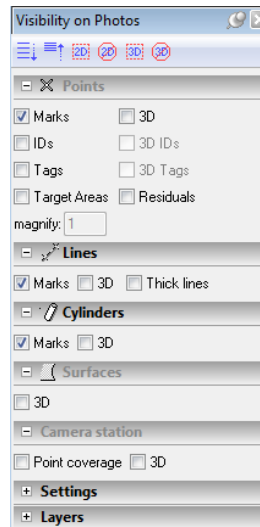 Visibility on Photos
2D 2D 3D 3D
Points
Marks 3D
IDs 3D IDs
Tags 3D Tags
Target Areas Residuals
magnify: 1
Lines
Marks 3D Thick lines
Cylinders
Marks 3D
Surfaces
3D
Camera station
Point coverage 3D
Settings
Layers